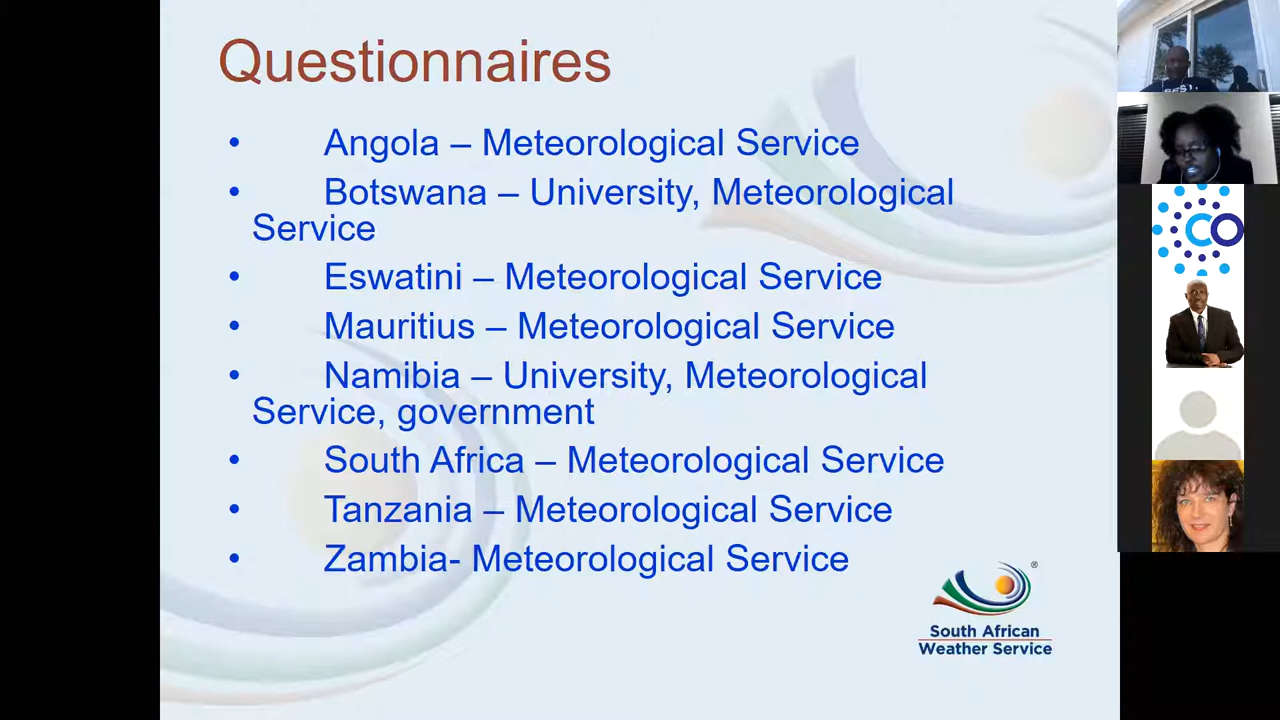 Questionnaires
• Angola – Meteorological Service
• Botswana – University, Meteorological
Service
• Eswatini – Meteorological Service
• Mauritius – Meteorological Service
• Namibia – University, Meteorological
Service, government
• South Africa – Meteorological Service
• Tanzania – Meteorological Service
• Zambia- Meteorological Service
®
South African
Weather Service
CO